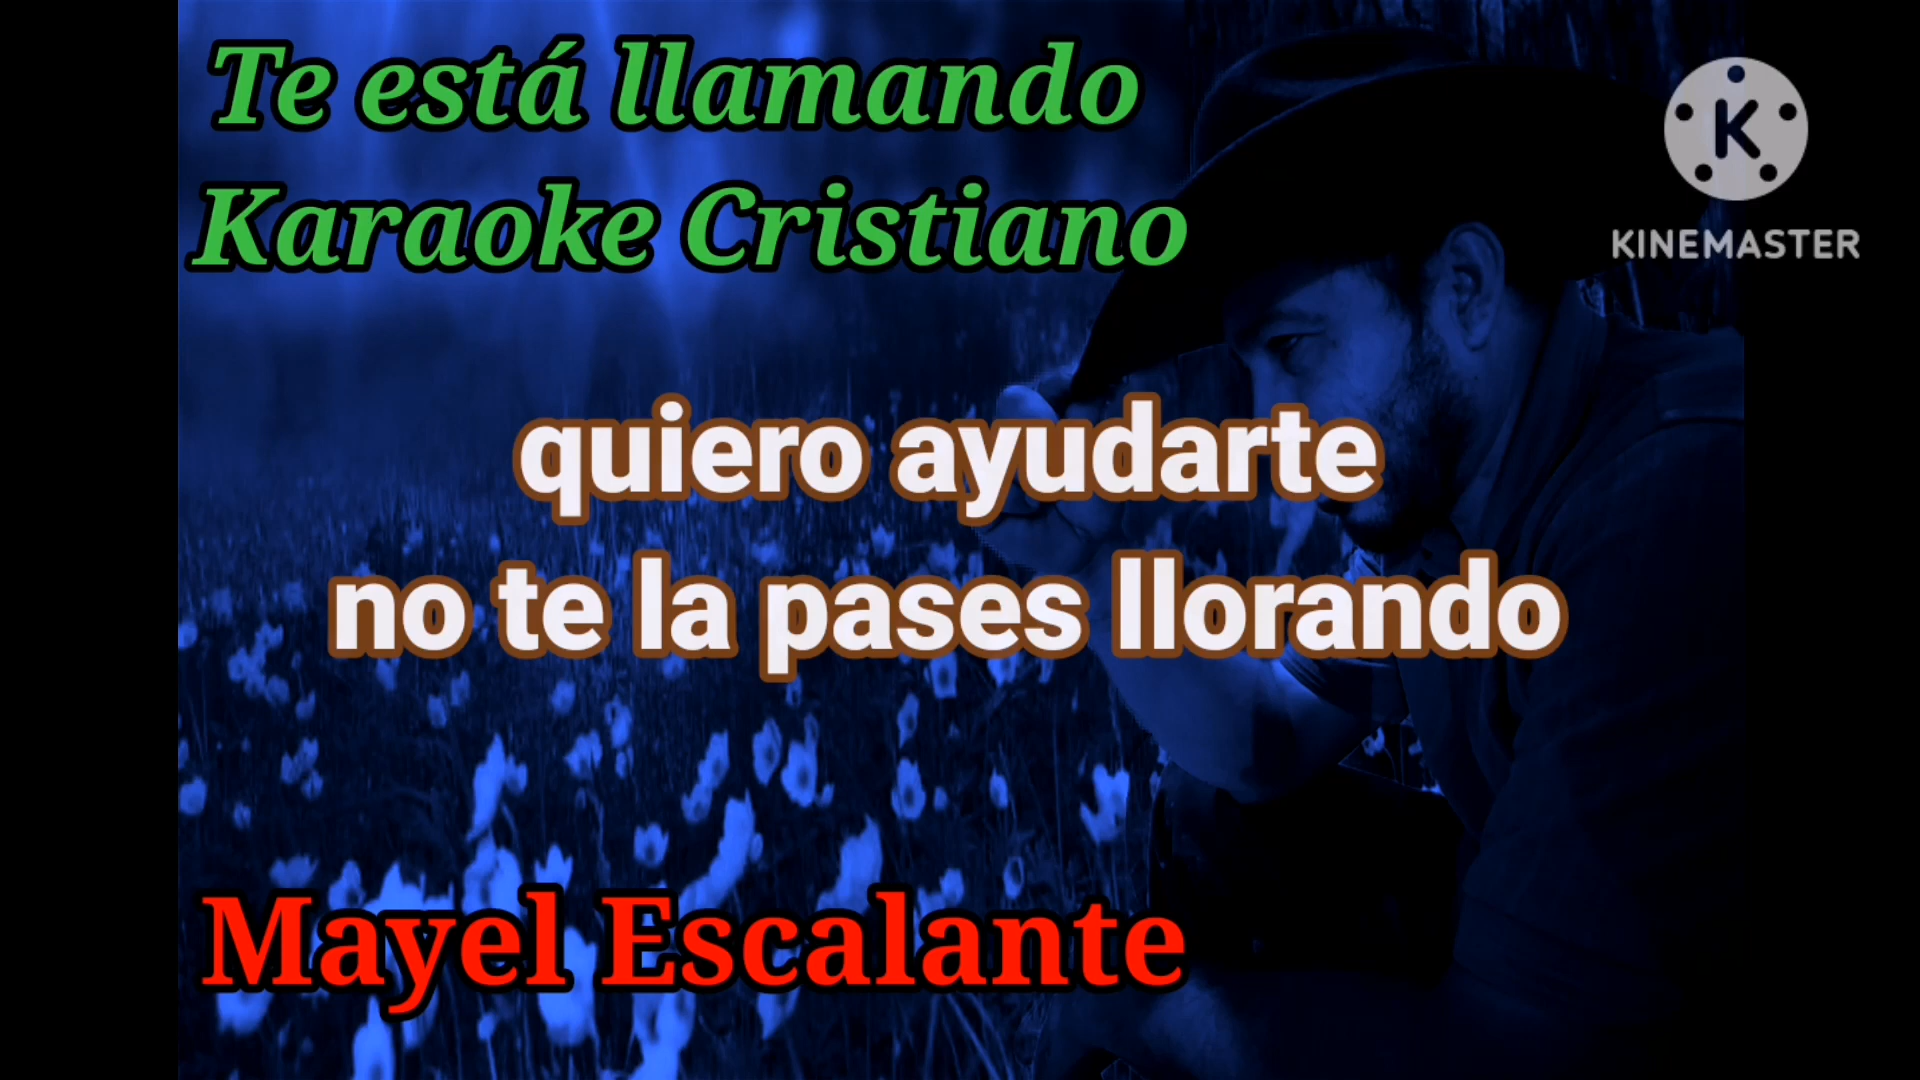 Te está llamando
Karaoke Cristiano
K
KINEMASTER
quiero ayudarte
no te la pases llorando
Mayel Escalante